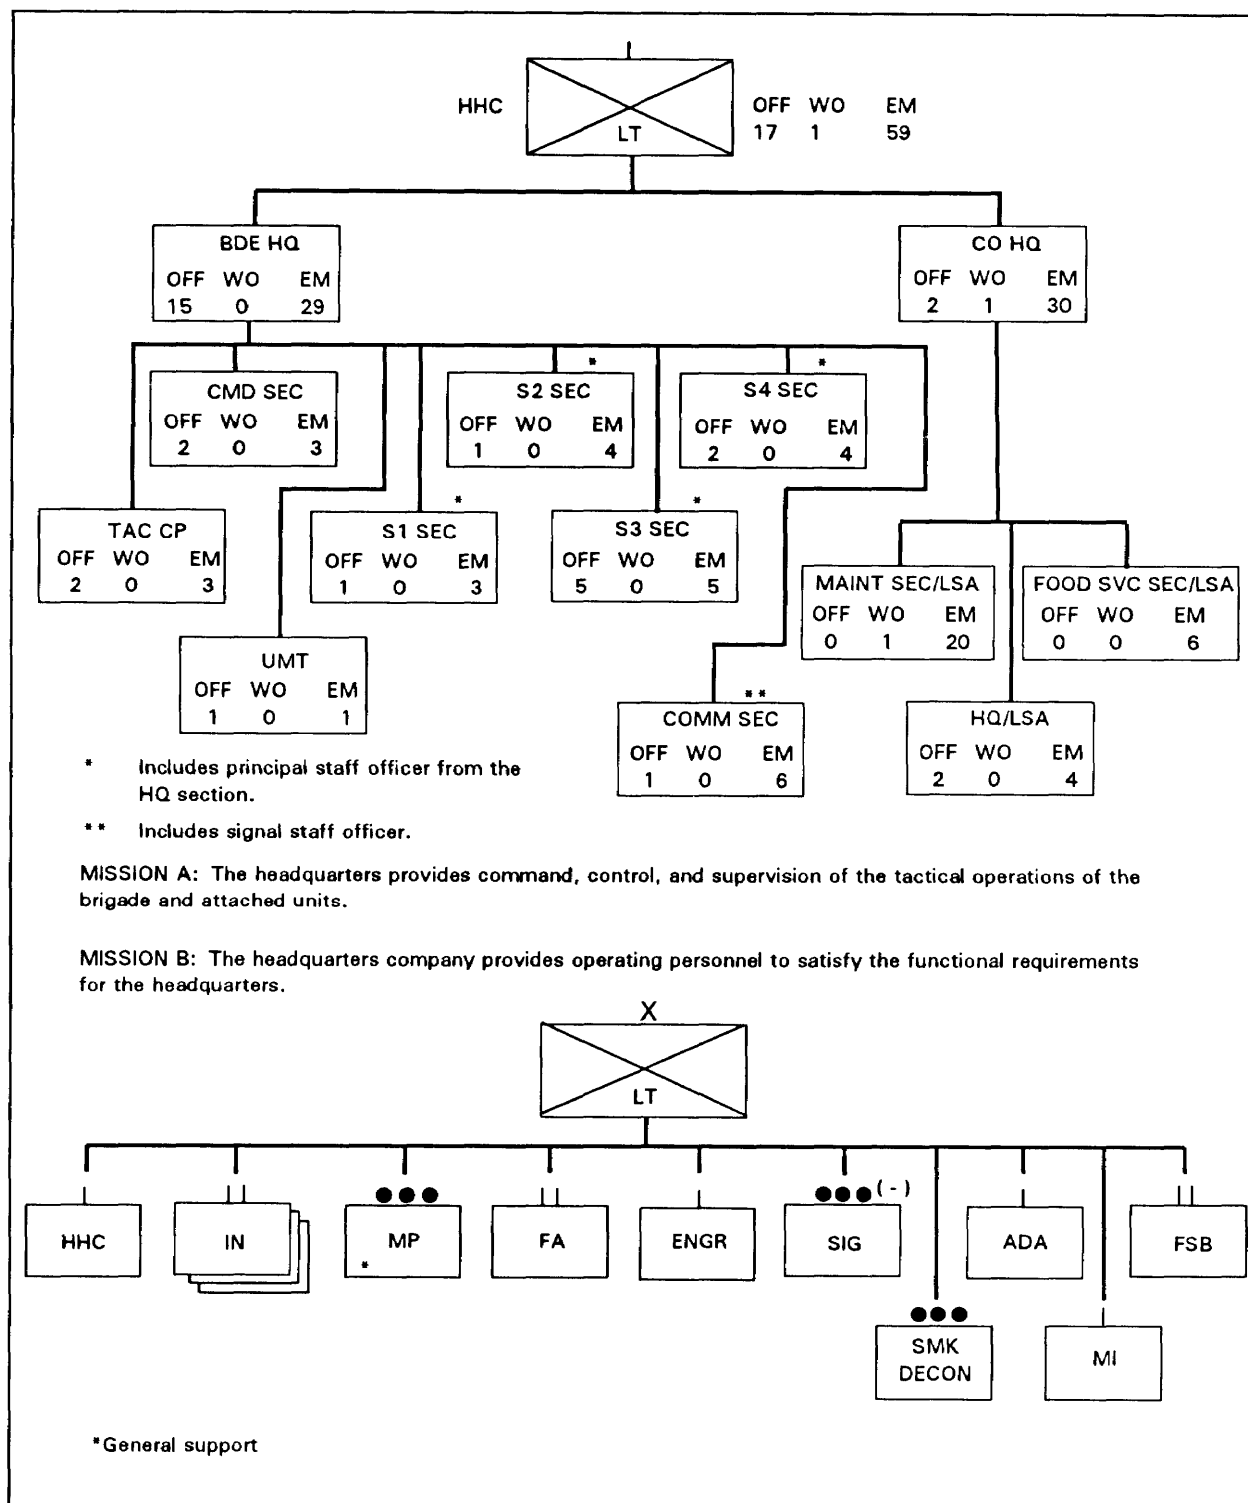 HHC
LT
OFF WO EM
17 1 59
BDE HQ
OFF WO EM
15 0 29
CO HQ
OFF WO EM
2 1 30
CMD SEC
OFF WO EM
2 0 3
S2 SEC *
OFF WO EM
1 0 4
S4 SEC *
OFF WO EM
2 0 4
TAC CP
OFF WO EM
2 0 3
S1 SEC *
OFF WO EM
1 0 3
S3 SEC *
OFF WO EM
5 0 5
MAINT SEC/LSA
OFF WO EM
0 1 20
FOOD SVC SEC/LSA
OFF WO EM
0 0 6
UMT
OFF WO EM
1 0 1
COMM SEC **
OFF WO EM
1 0 6
HQ/LSA
OFF WO EM
2 0 4
* Includes principal staff officer from the
HQ section.
** Includes signal staff officer.
MISSION A: The headquarters provides command, control, and supervision of the tactical operations of the
brigade and attached units.
MISSION B: The headquarters company provides operating personnel to satisfy the functional requirements
for the headquarters.
X
LT
HHC
IN
MP
*
FA
ENGR
(-)
SIG
ADA
FSB
SMK
DECON
MI
*General support